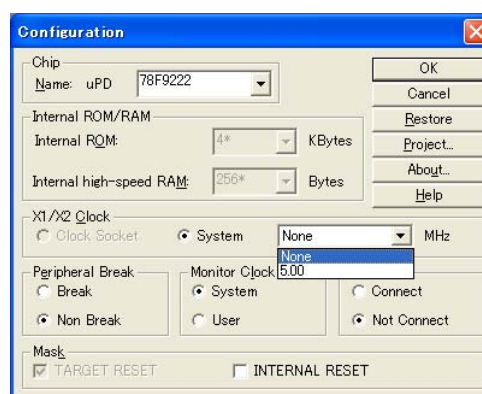 Configuration
Chip
Name: uPD 78F9222
OK
Cancel
Restore
Project...
About...
Help
Internal ROM/RAM
Internal ROM: 4* KBytes
Internal high-speed RAM: 256* Bytes
X1/X2 Clock
Clock Socket System None MHz
None
5.00
Peripheral Break
Break
Non Break
Monitor Clock
System
User
Connect
Not Connect
Mask
TARGET RESET INTERNAL RESET